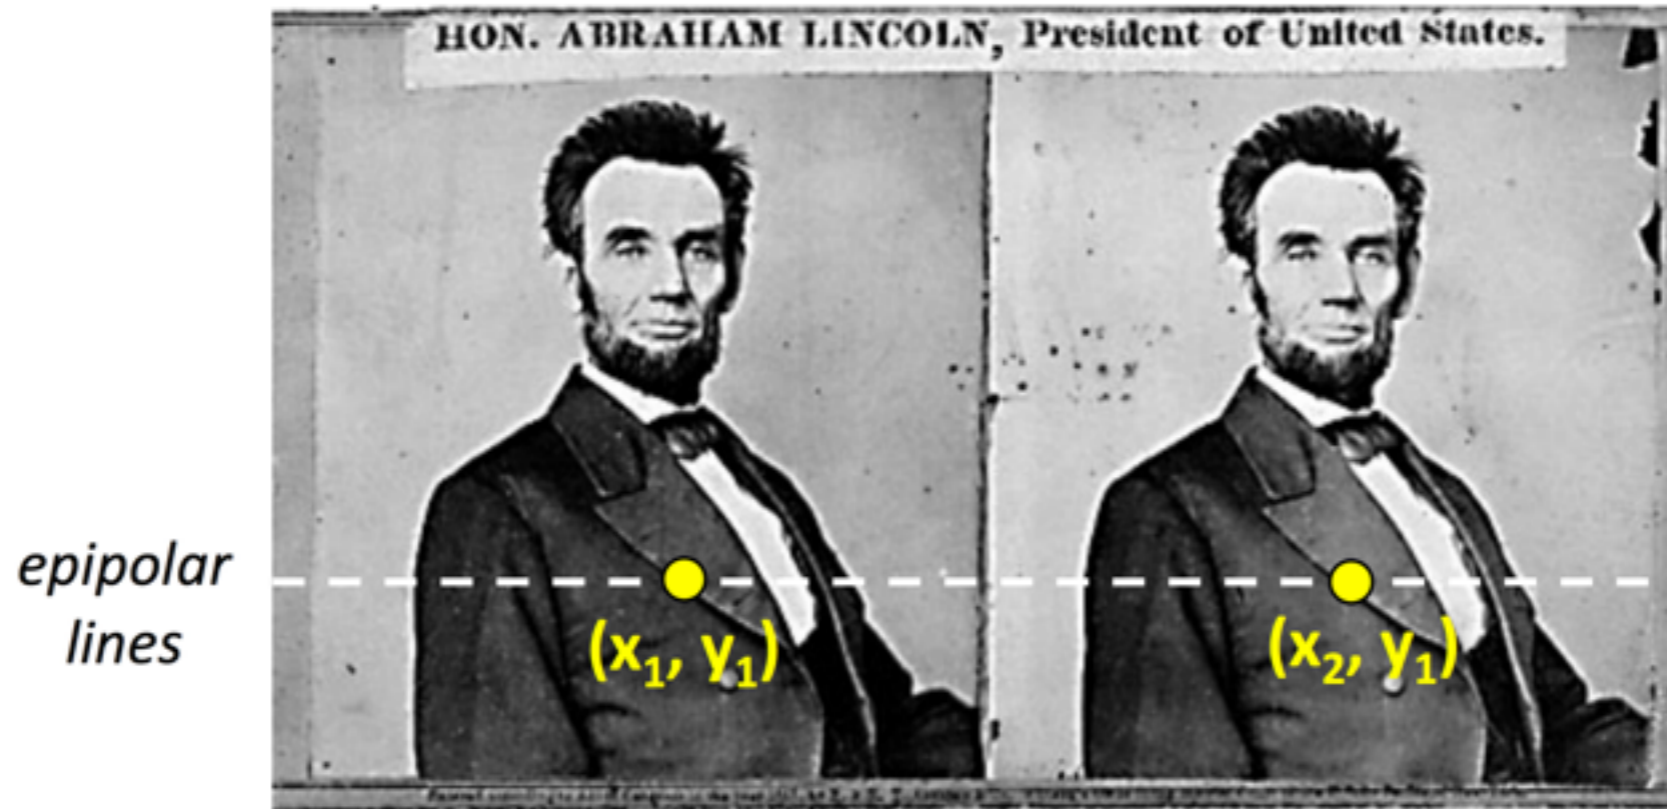 HON. ABRAHAM LINCOLN, President of United States.
epipolar
lines
(x₁, y₁)
(x₂, y₁)